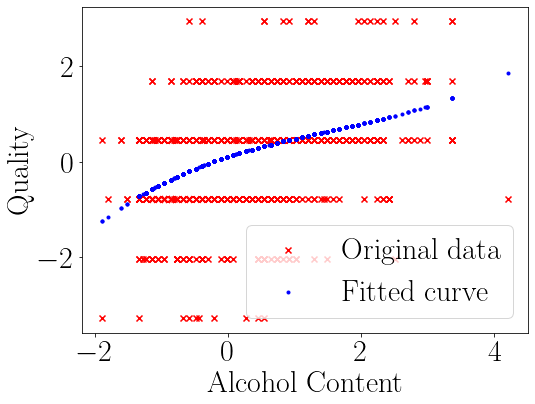 2
0
−2
Quality
Original data
Fitted curve
−2 0 2 4
Alcohol Content